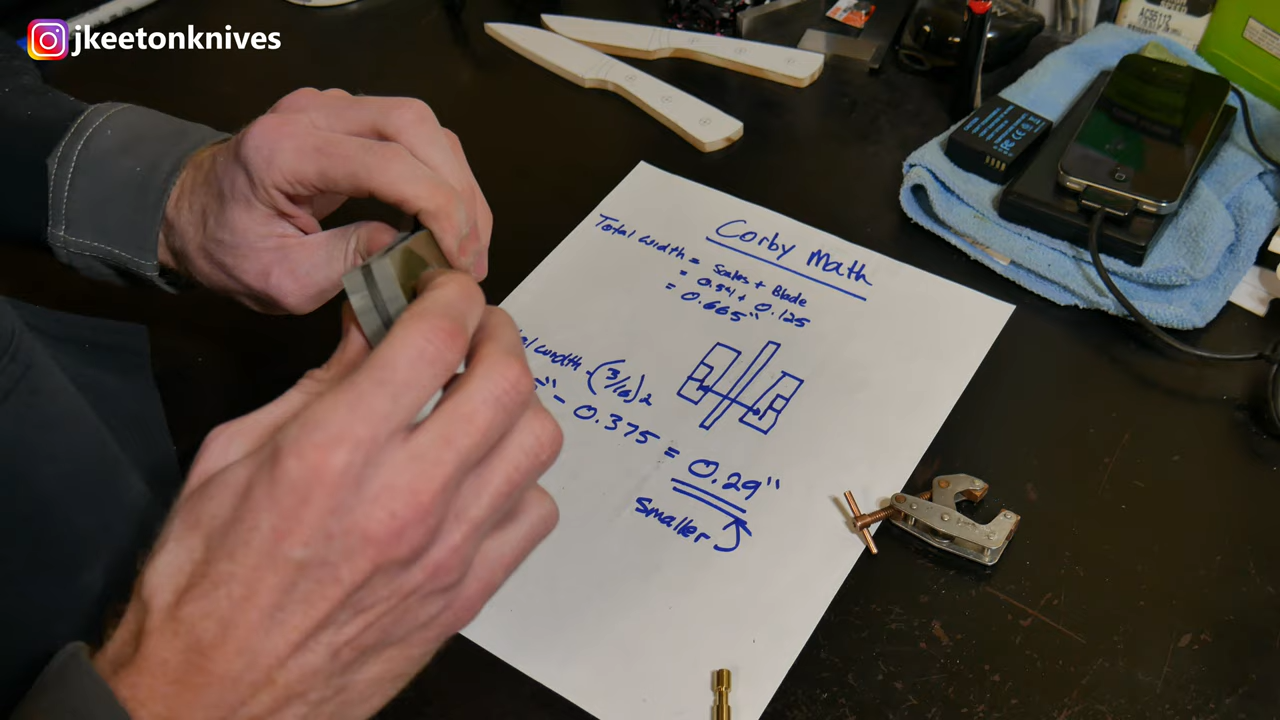 jkeetonknives
Corby Math
Total width = Scales + Blade
= 0.54 + 0.125
= 0.665"
width - (3/16)2
" - 0.375 = 0.29"
Smaller